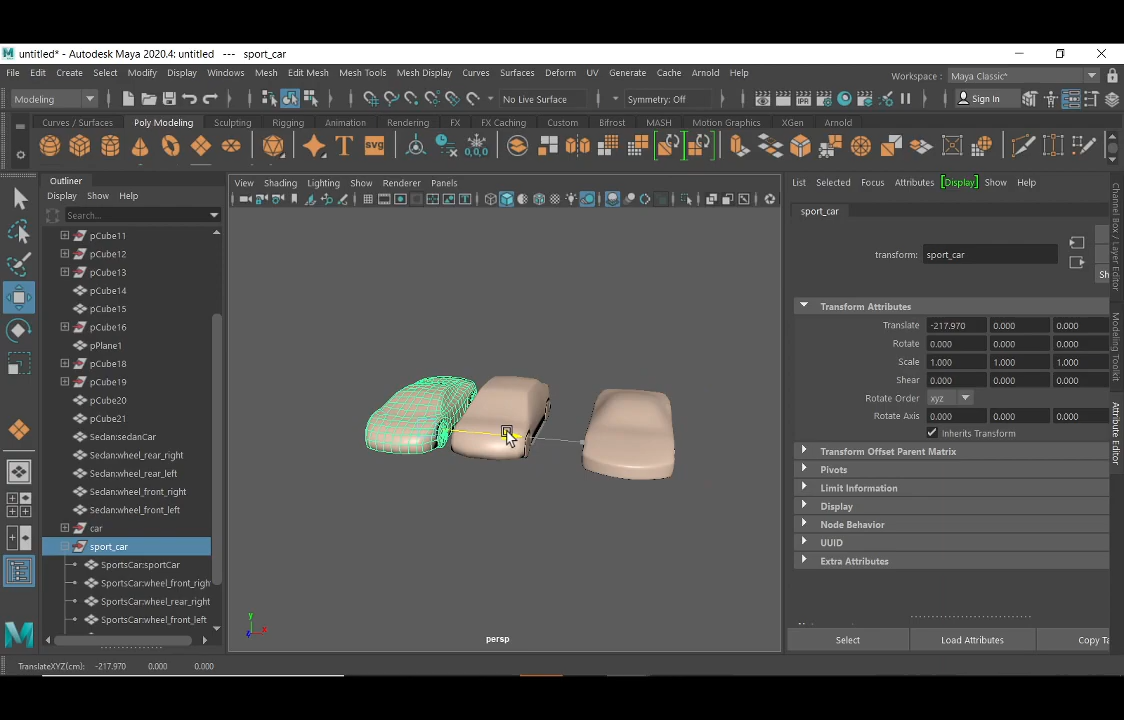 untitled* - Autodesk Maya 2020.4: untitled   ---   sport_car
File Edit Create Select Modify Display Windows Mesh Edit Mesh Mesh Tools Mesh Display Curves Surfaces Deform UV Generate Cache Arnold Help
Workspace : Maya Classic*
Modeling
No Live Surface
Symmetry: Off
Sign In
Curves / Surfaces Poly Modeling Sculpting Rigging Animation Rendering FX FX Caching Custom Bifrost MASH Motion Graphics XGen Arnold
Outliner
Display Show Help
Search...
pCube11
pCube12
pCube13
pCube14
pCube15
pCube16
pPlane1
pCube18
pCube19
pCube20
pCube21
Sedan:sedanCar
Sedan:wheel_rear_right
Sedan:wheel_rear_left
Sedan:wheel_front_right
Sedan:wheel_front_left
car
sport_car
SportsCar:sportCar
SportsCar:wheel_front_righ
SportsCar:wheel_rear_right
SportsCar:wheel_front_left
View Shading Lighting Show Renderer Panels
persp
y
x
List Selected Focus Attributes Display Show Help
sport_car
transform: sport_car
Sh
Transform Attributes
Translate -217.970 0.000 0.000
Rotate 0.000 0.000 0.000
Scale 1.000 1.000 1.000
Shear 0.000 0.000 0.000
Rotate Order xyz
Rotate Axis 0.000 0.000 0.000
Inherits Transform
Transform Offset Parent Matrix
Pivots
Limit Information
Display
Node Behavior
UUID
Extra Attributes
Select Load Attributes Copy Ta
Channel Box / Layer Editor
Modeling Toolkit
Attribute Editor
TranslateXYZ(cm): -217.970 0.000 0.000